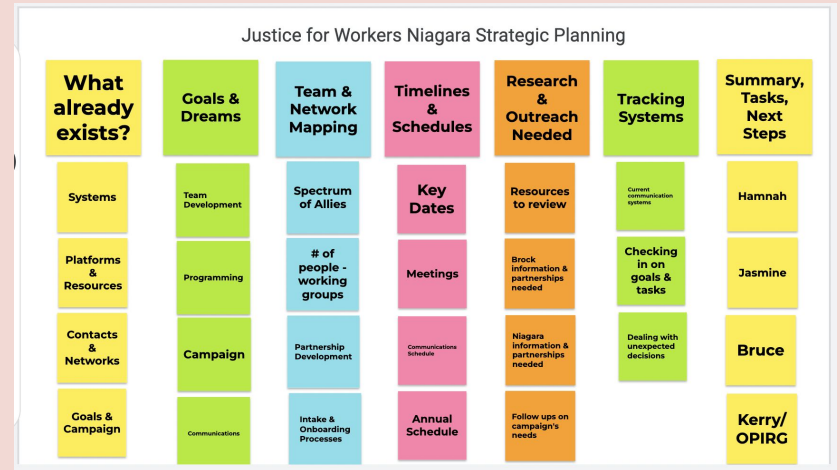 Justice for Workers Niagara Strategic Planning
What
already
exists?
Goals &
Dreams
Team &
Network
Mapping
Timelines
&
Schedules
Research
&
Outreach
Needed
Tracking
Systems
Summary,
Tasks,
Next
Steps
Systems
Team
Development
Spectrum
of Allies
Key
Dates
Resources
to review
Current
communication
systems
Hamnah
Platforms
&
Resources
Programming
# of
people -
working
groups
Meetings
Brock
information &
partnerships
needed
Checking
in on
goals &
tasks
Jasmine
Contacts
&
Networks
Campaign
Partnership
Development
Communications
Schedule
Niagara
information &
partnerships
needed
Dealing with
unexpected
decisions
Bruce
Goals &
Campaign
Communications
Intake &
Onboarding
Processes
Annual
Schedule
Follow ups on
campaign's
needs
Kerry/
OPIRG